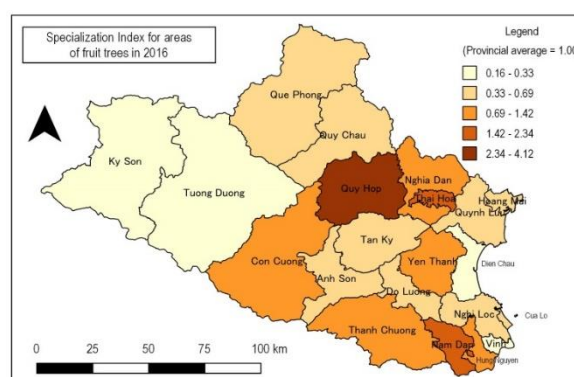 Specialization Index for areas
of fruit trees in 2016
Legend
(Provincial average = 1.00
0.16 - 0.33
0.33 - 0.69
0.69 - 1.42
1.42 - 2.34
2.34 - 4.12
Que Phong
Quy Chau
Ky Son
Tuong Duong
Quy Hop
Nghia Dan
Thai Hoa
Hoang Mai
Quynh Luu
Tan Ky
Con Cuong
Yen Thanh
Dien Chau
Anh Son
Do Luong
Nghi Loc
Cua Lo
Thanh Chuong
Nam Dan
Vinh
Hung Nguyen
0 20 40 60 80 100 km